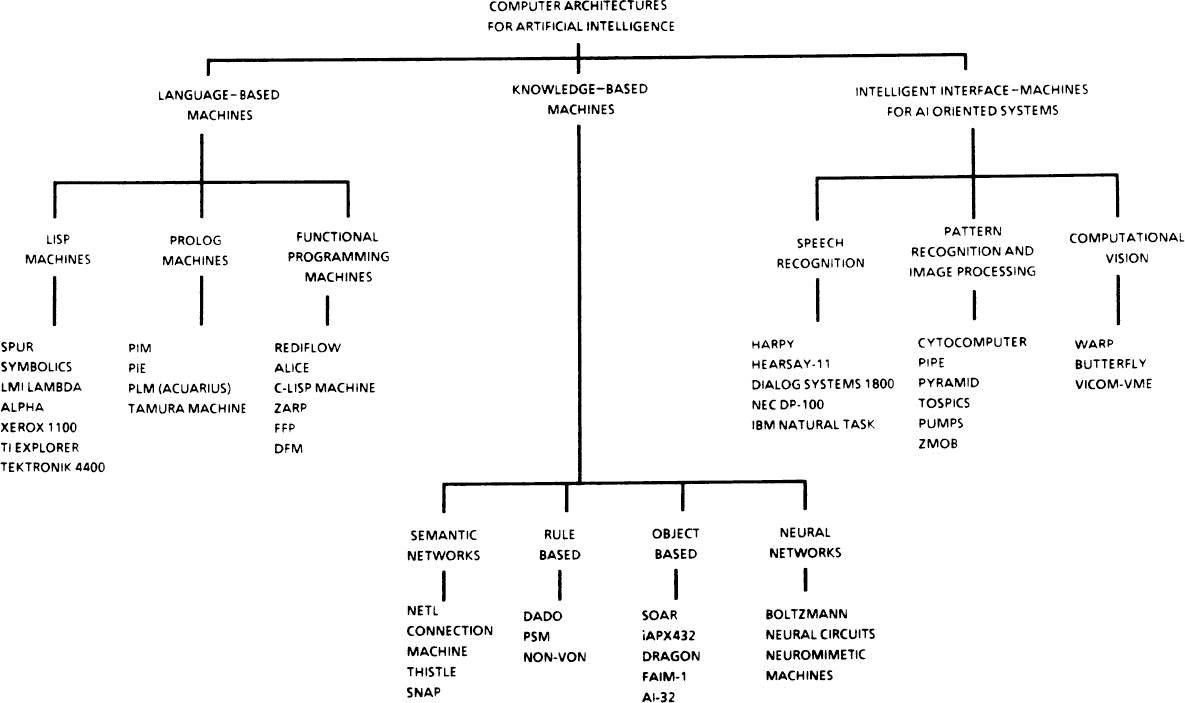 COMPUTER ARCHITECTURES
FOR ARTIFICIAL INTELLIGENCE
LANGUAGE-BASED
MACHINES
KNOWLEDGE-BASED
MACHINES
INTELLIGENT INTERFACE-MACHINES
FOR AI ORIENTED SYSTEMS
LISP
MACHINES
PROLOG
MACHINES
FUNCTIONAL
PROGRAMMING
MACHINES
SPEECH
RECOGNITION
PATTERN
RECOGNITION AND
IMAGE PROCESSING
COMPUTATIONAL
VISION
SPUR
SYMBOLICS
LMI LAMBDA
ALPHA
XEROX 1100
TI EXPLORER
TEKTRONIK 4400
PIM
PIE
PLM (ACUARIUS)
TAMURA MACHINE
REDIFLOW
ALICE
C-LISP MACHINE
ZARP
FFP
DFM
HARPY
HEARSAY-11
DIALOG SYSTEMS 1800
NEC DP-100
IBM NATURAL TASK
CYTOCOMPUTER
PIPE
PYRAMID
TOSPICS
PUMPS
ZMOB
WARP
BUTTERFLY
VICOM-VME
SEMANTIC
NETWORKS
RULE
BASED
OBJECT
BASED
NEURAL
NETWORKS
NETL
CONNECTION
MACHINE
THISTLE
SNAP
DADO
PSM
NON-VON
SOAR
iAPX432
DRAGON
FAIM-1
AI-32
BOLTZMANN
NEURAL CIRCUITS
NEUROMIMETIC
MACHINES